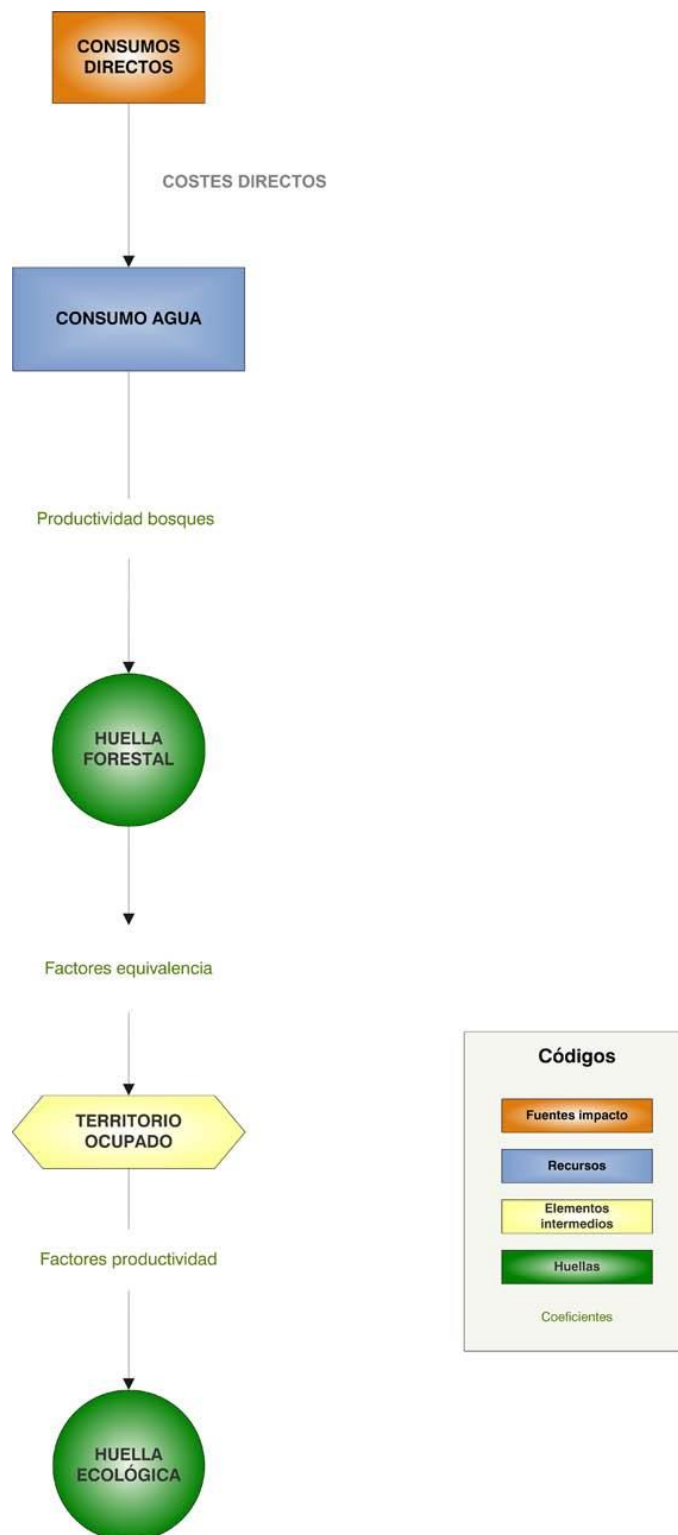 CONSUMOS
DIRECTOS
COSTES DIRECTOS
CONSUMO AGUA
Productividad bosques
HUELLA
FORESTAL
Factores equivalencia
TERRITORIO
OCUPADO
Factores productividad
HUELLA
ECOLÓGICA
Códigos
Fuentes impacto
Recursos
Elementos
intermedios
Huellas
Coeficientes